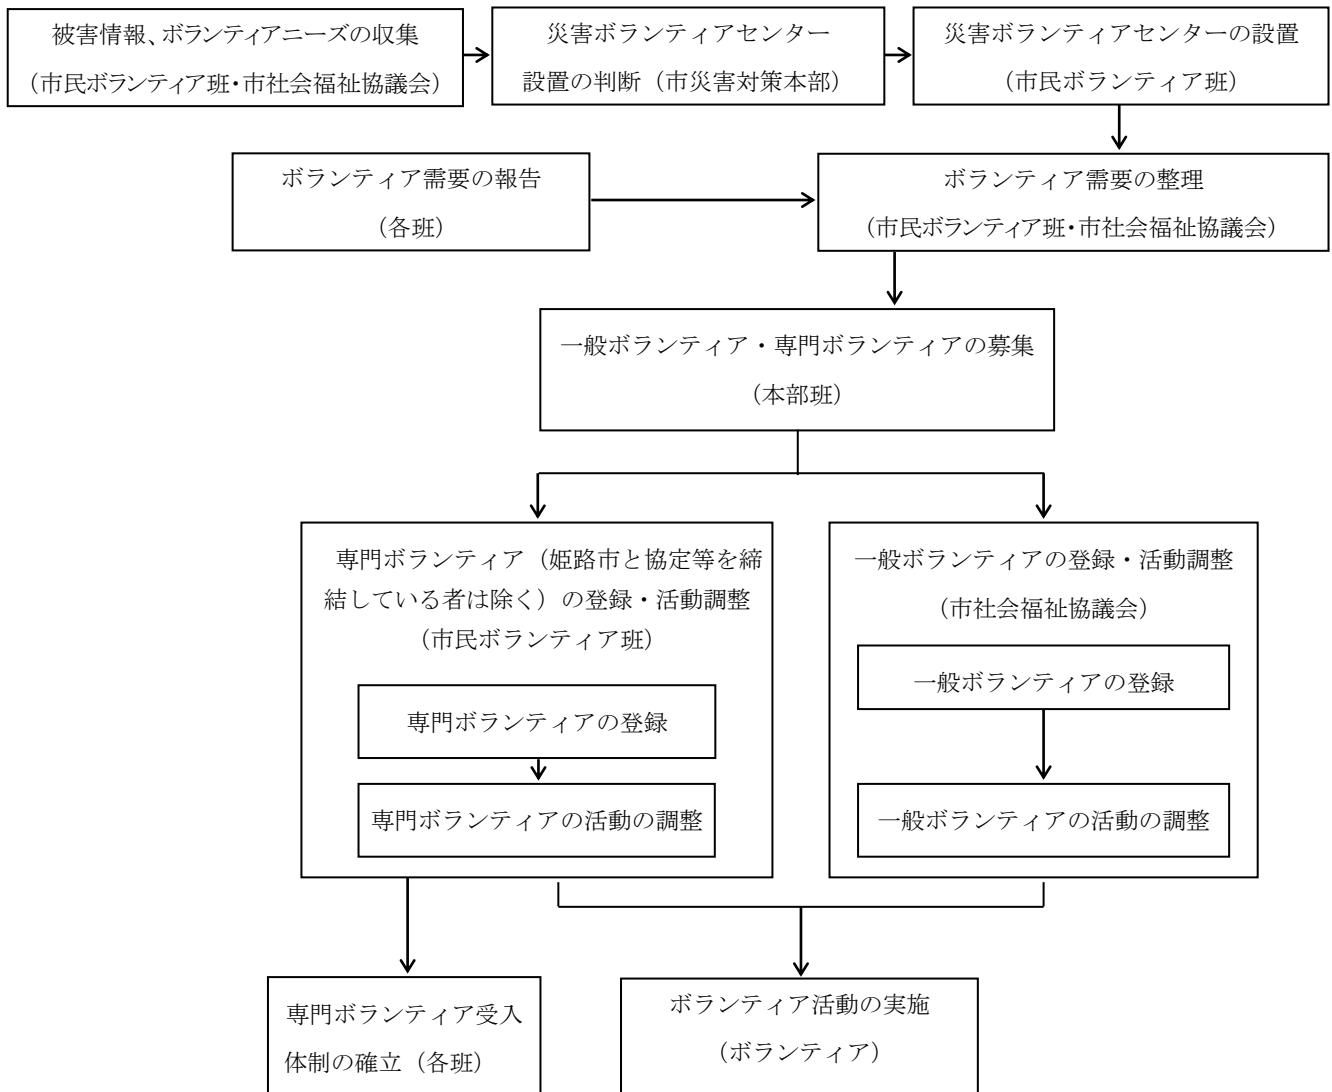 被害情報、ボランティアニーズの収集
（市民ボランティア班・市社会福祉協議会）
災害ボランティアセンター
設置の判断（市災害対策本部）
災害ボランティアセンターの設置
（市民ボランティア班）
ボランティア需要の報告
（各班）
ボランティア需要の整理
（市民ボランティア班・市社会福祉協議会）
一般ボランティア・専門ボランティアの募集
（本部班）
専門ボランティア（姫路市と協定等を締
結している者は除く）の登録・活動調整
（市民ボランティア班）
専門ボランティアの登録
専門ボランティアの活動の調整
一般ボランティアの登録・活動調整
（市社会福祉協議会）
一般ボランティアの登録
一般ボランティアの活動の調整
専門ボランティア受入
体制の確立（各班）
ボランティア活動の実施
（ボランティア）